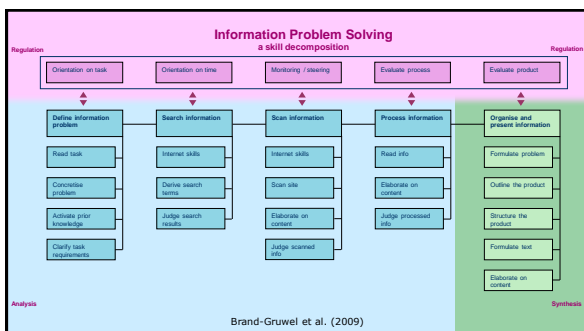 Information Problem Solving
a skill decomposition
Regulation
Regulation
Orientation on task
Orientation on time
Monitoring / steering
Evaluate process
Evaluate product
Define information
problem
Search information
Scan information
Process information
Organise and
present information
Read task
Internet skills
Internet skills
Read info
Formulate problem
Concretise
problem
Derive search
terms
Scan site
Elaborate on
content
Outline the product
Activate prior
knowledge
Judge search
results
Elaborate on
content
Judge processed
info
Structure the
product
Clarify task
requirements
Judge scanned
info
Formulate text
Elaborate on
content
Analysis
Synthesis
Brand-Gruwel et al. (2009)